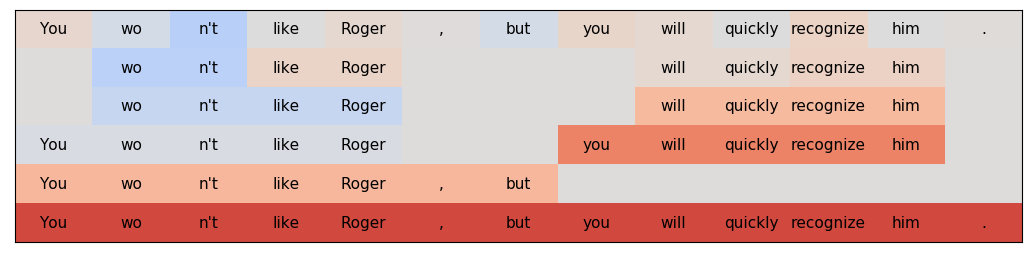 You wo n't like Roger , but you will quickly recognize him .
wo n't like Roger will quickly recognize him
wo n't like Roger will quickly recognize him
You wo n't like Roger you will quickly recognize him
You wo n't like Roger , but
You wo n't like Roger , but you will quickly recognize him .